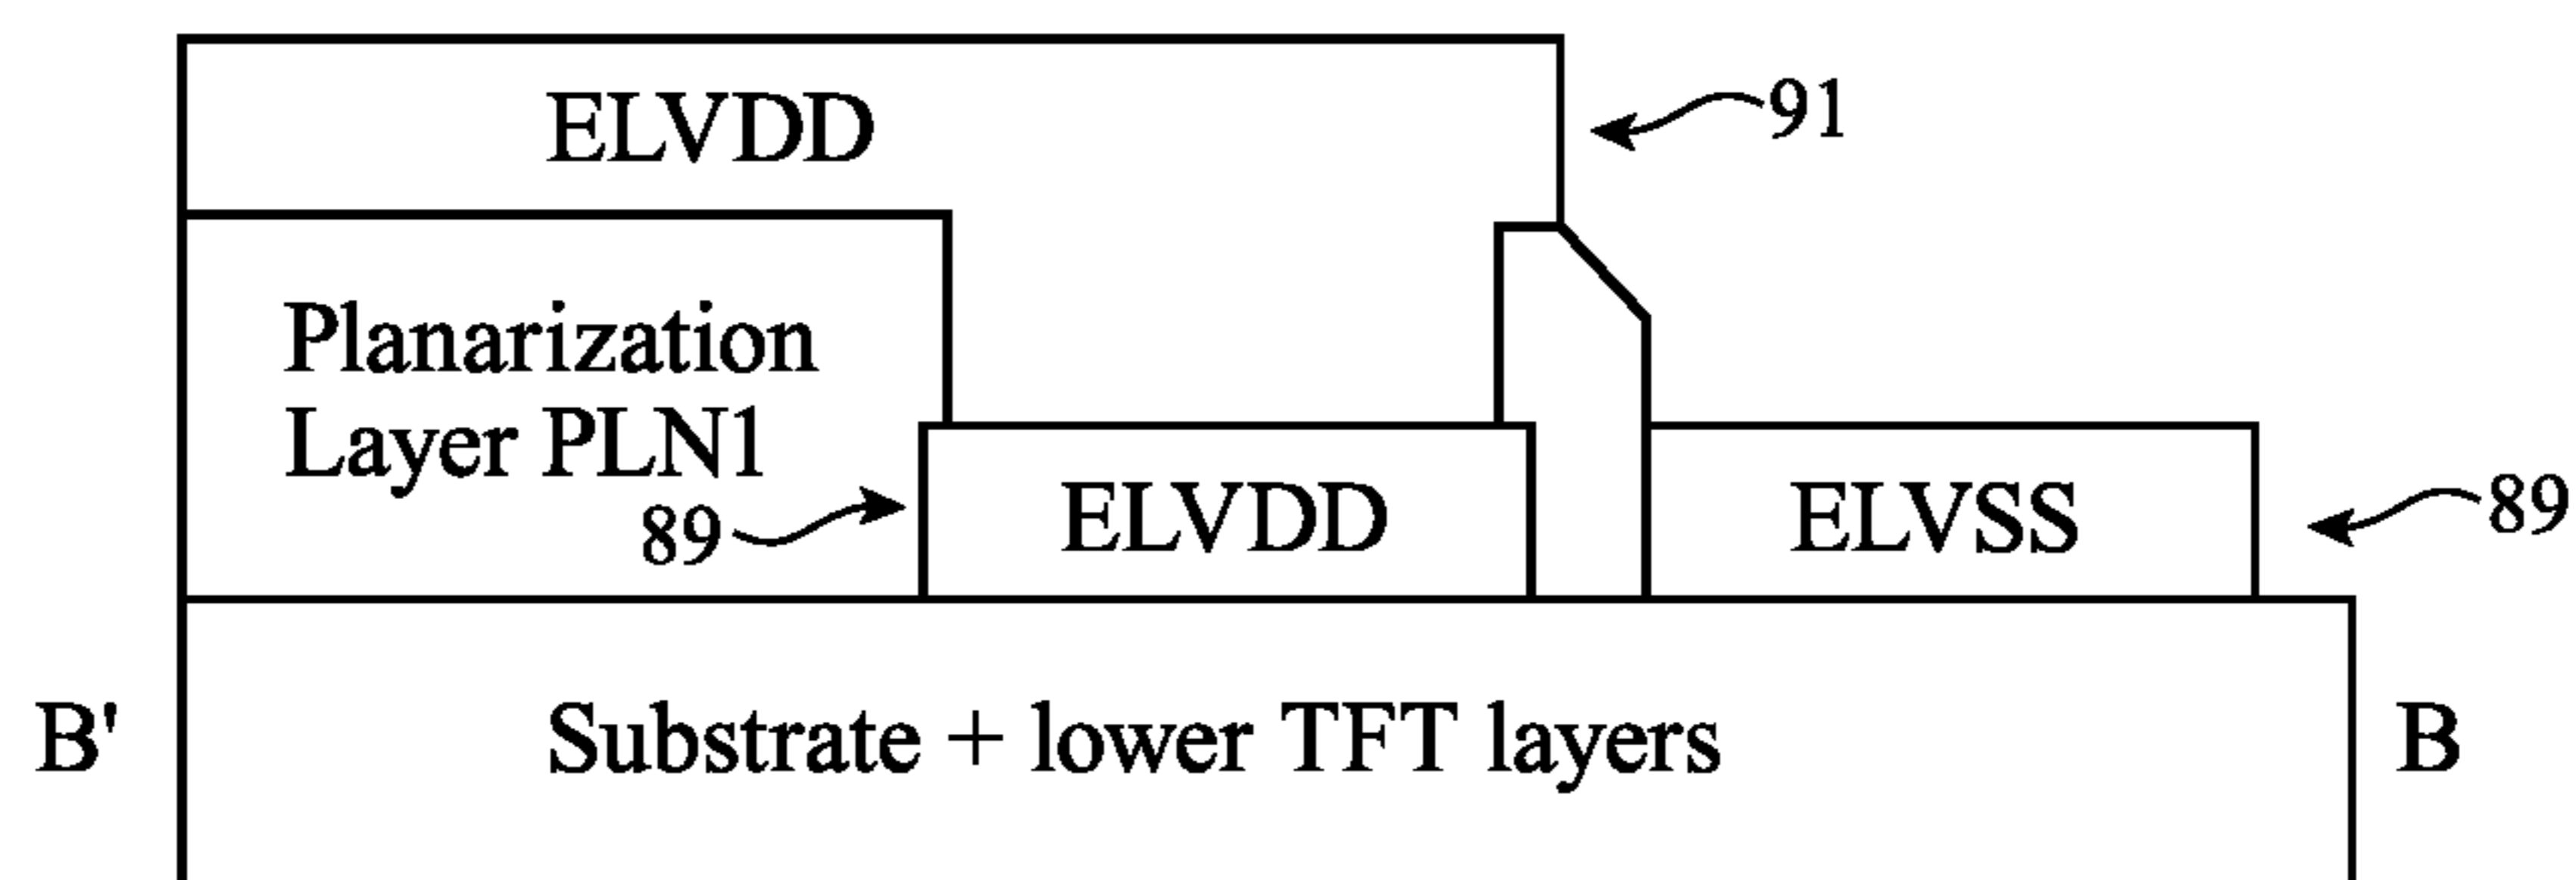 ELVDD
91
Planarization
Layer PLN1
89
ELVDD
ELVSS
89
B'
Substrate + lower TFT layers
B